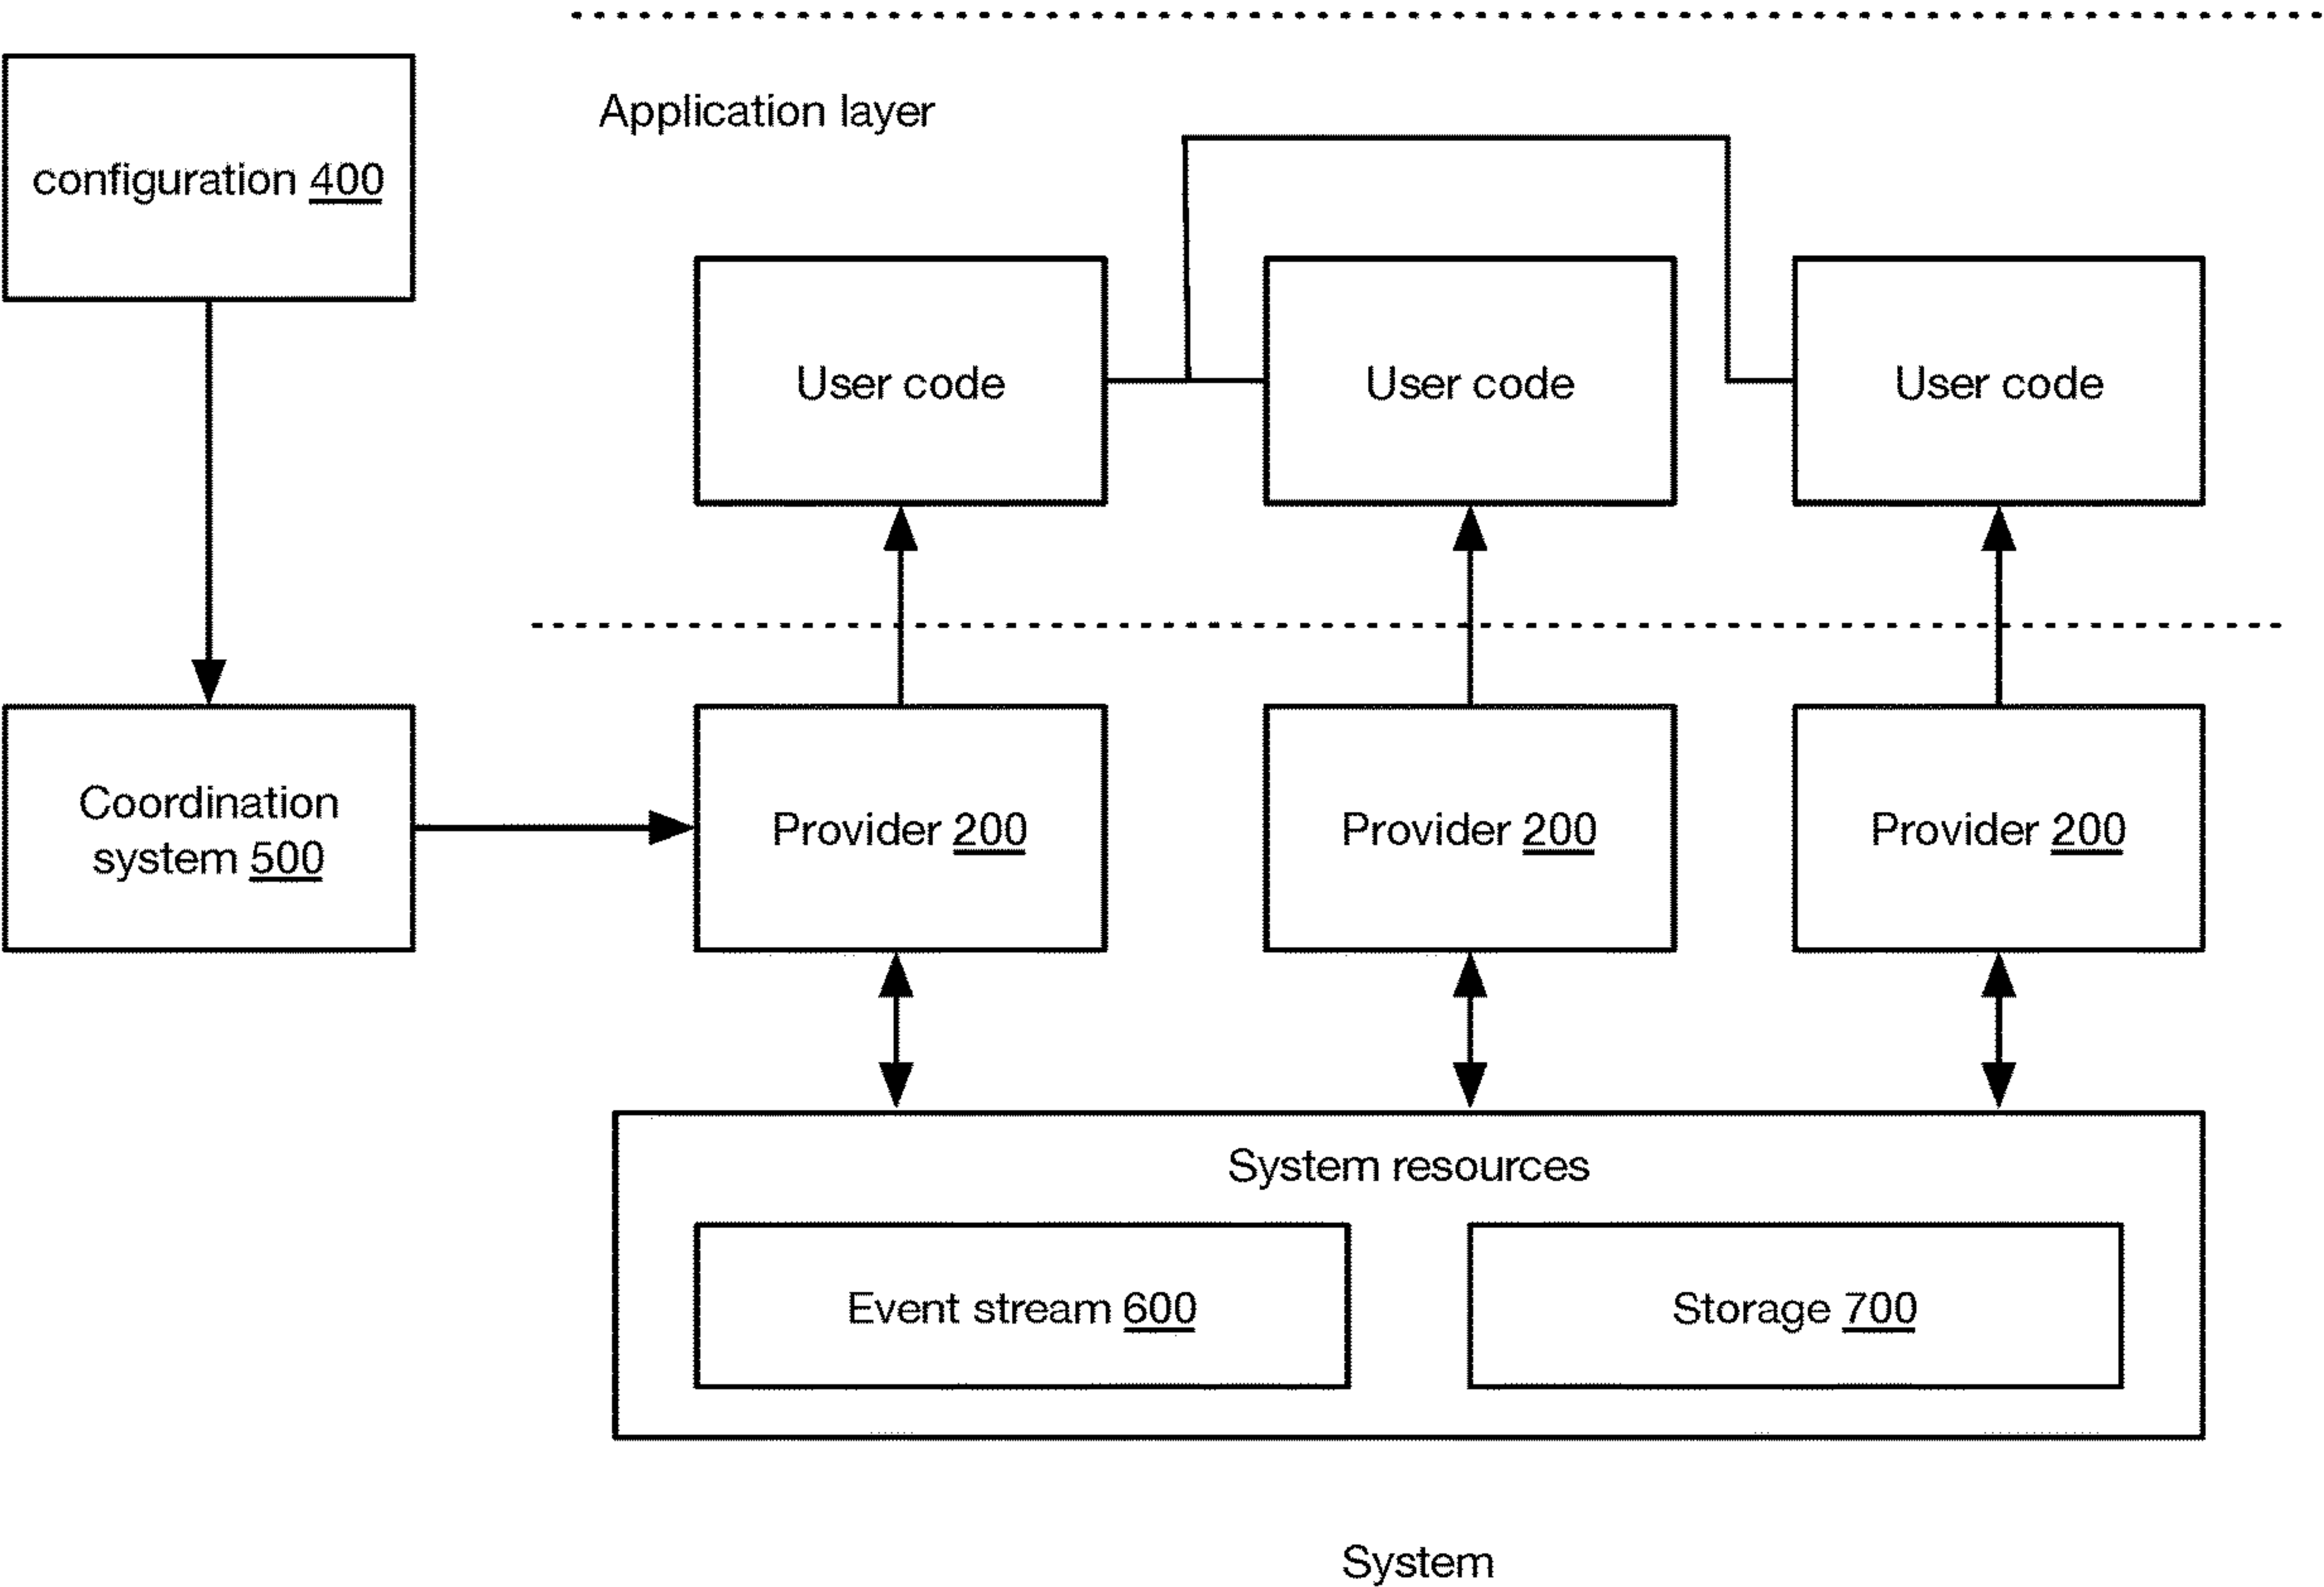 Application layer
configuration 400
User code
User code
User code
Coordination
system 500
Provider 200
Provider 200
Provider 200
System resources
Event stream 600
Storage 700
System